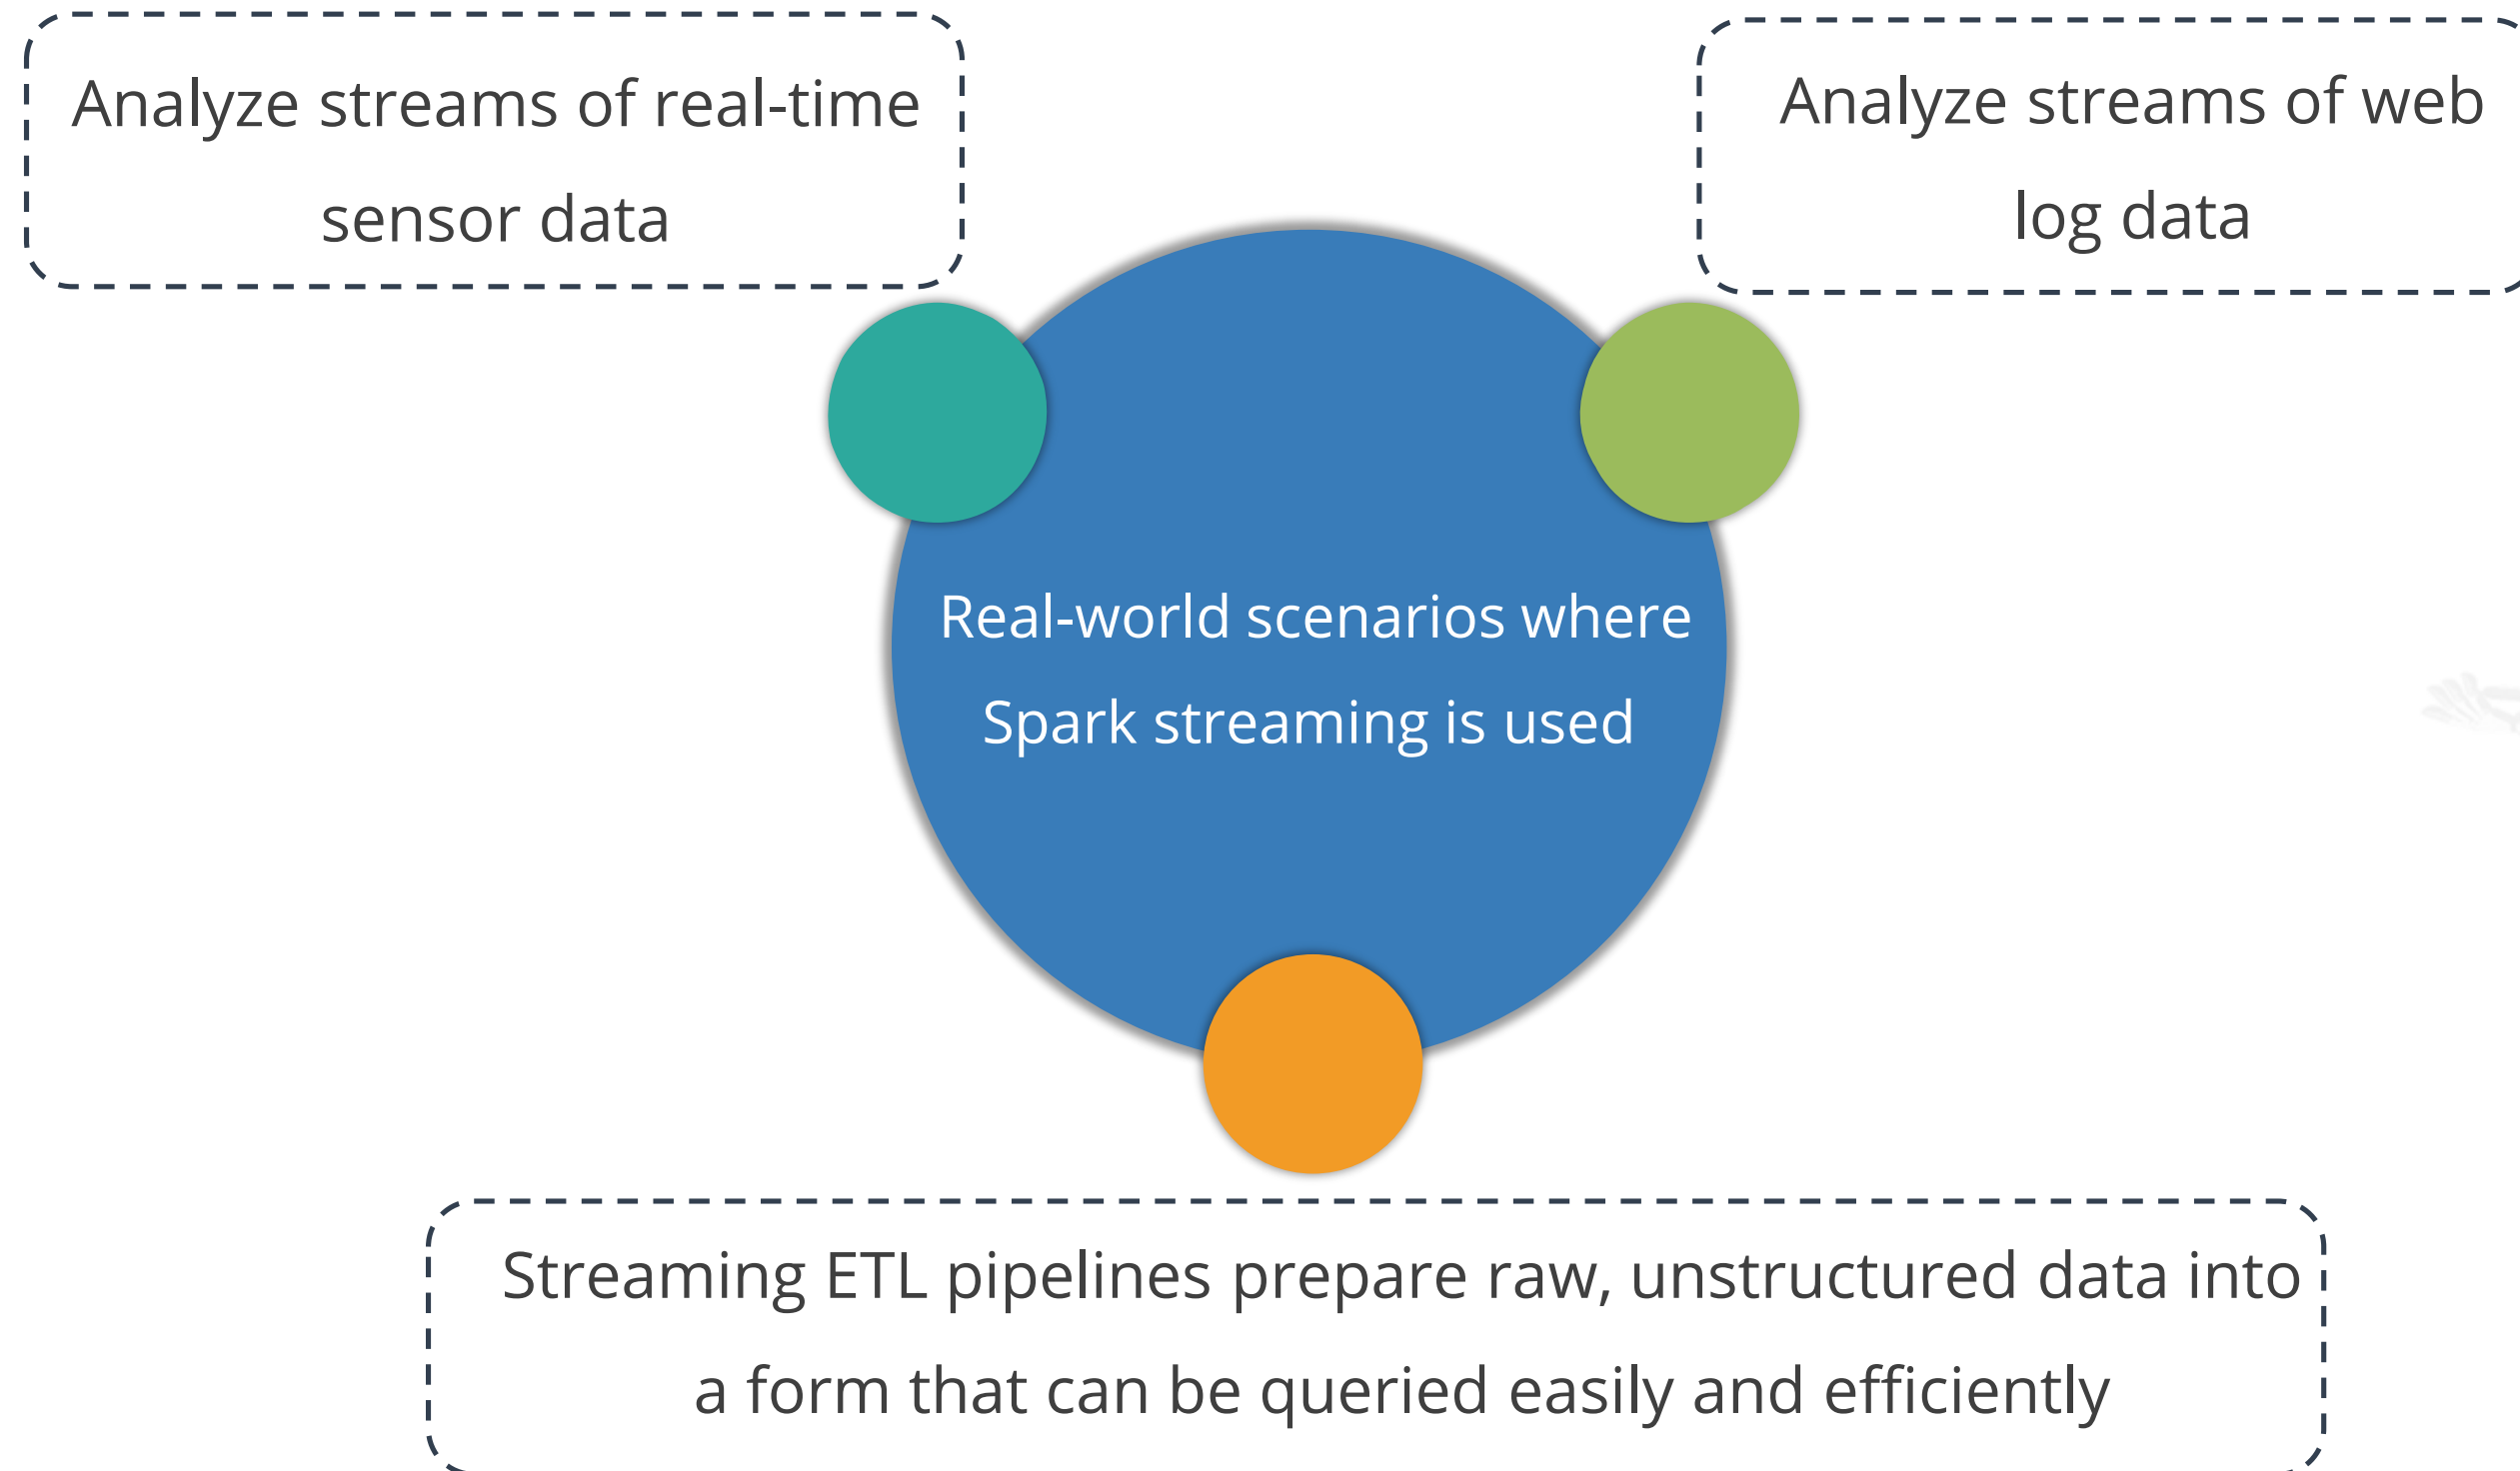 Analyze streams of real-time
sensor data
Analyze streams of web
log data
Real-world scenarios where
Spark streaming is used
Streaming ETL pipelines prepare raw, unstructured data into
a form that can be queried easily and efficiently